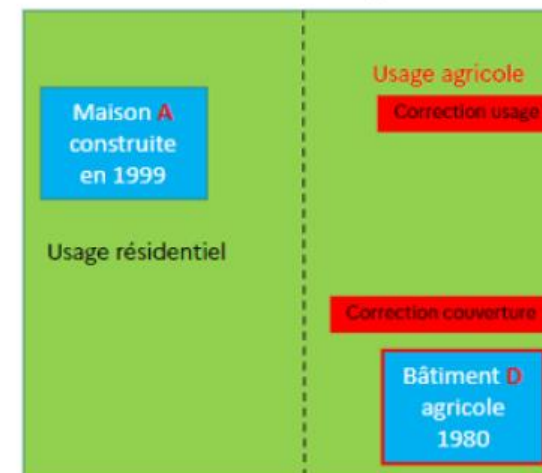 Maison A
construite
en 1999
Usage résidentiel
Usage agricole
Correction usage
Correction couverture
Bâtiment D
agricole
1980